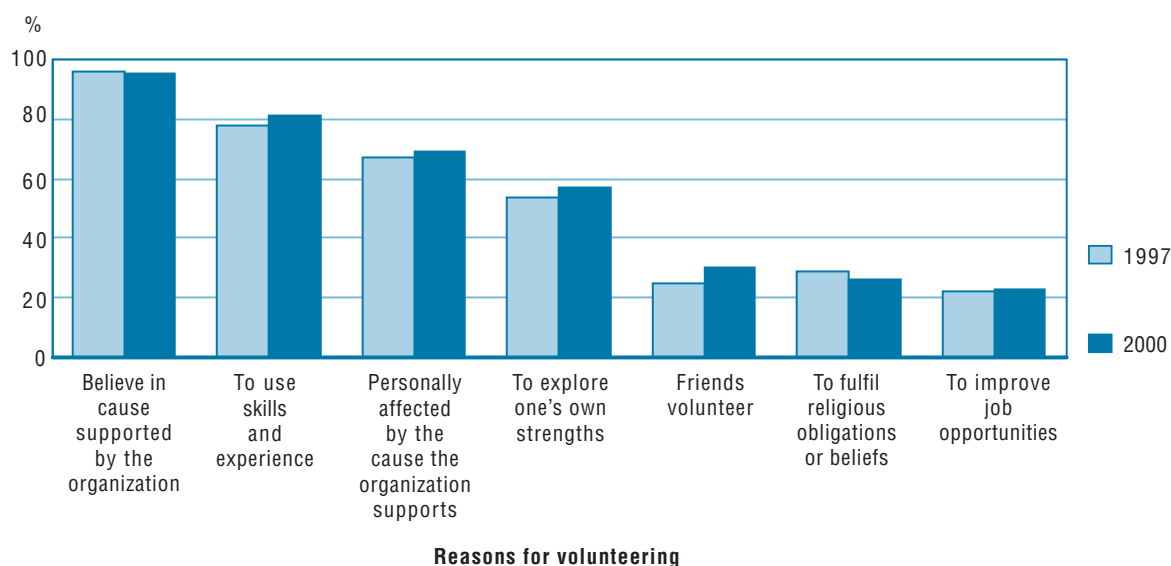 %
100
80
60
40
20
0
1997
2000
Believe in
cause
supported
by the
organization
To use
skills
and
experience
Personally
affected
by the
cause the
organization
supports
To explore
one's own
strengths
Friends
volunteer
To fulfil
religious
obligations
or beliefs
To improve
job
opportunities
Reasons for volunteering